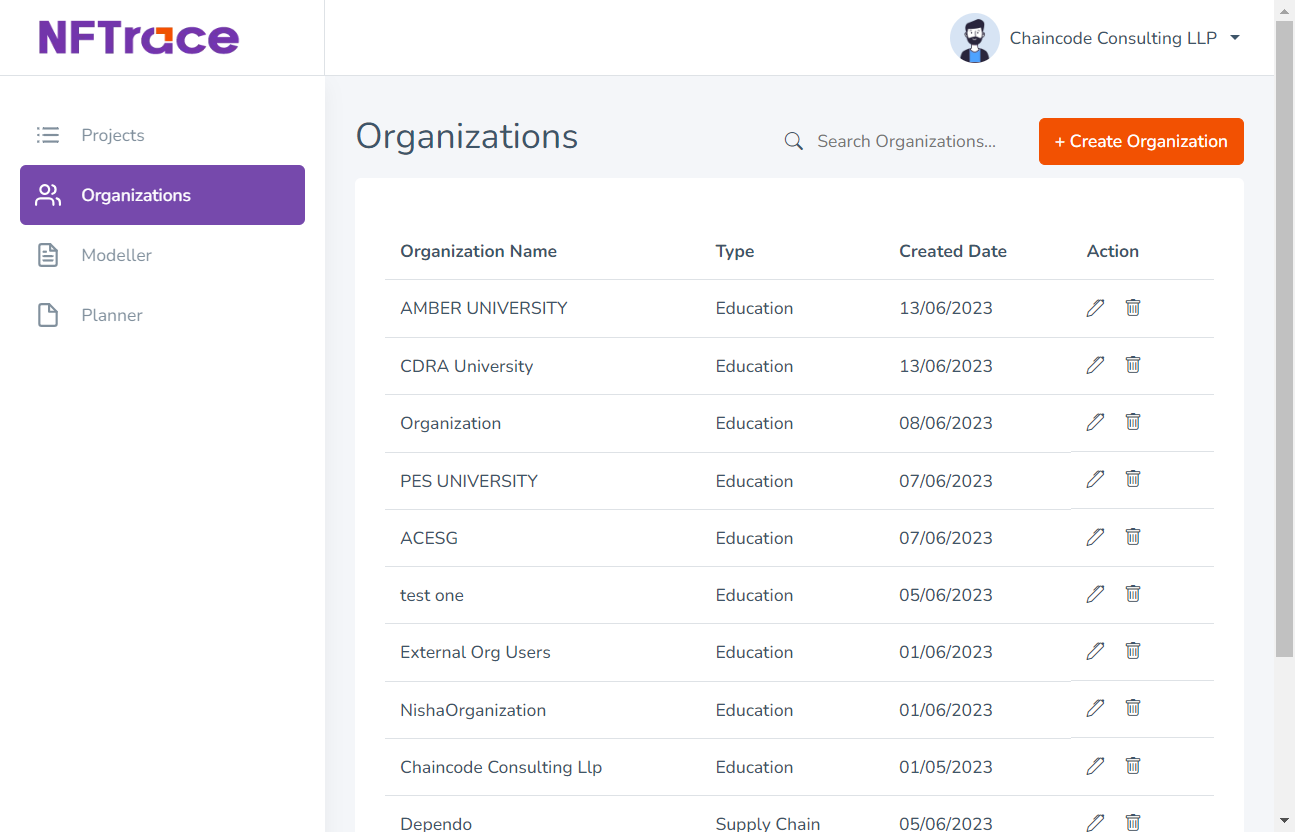 NFTrace
Chaincode Consulting LLP
Projects
Organizations
Modeller
Planner
Organizations
Search Organizations...
+ Create Organization
Organization Name Type Created Date Action
AMBER UNIVERSITY Education 13/06/2023
CDRA University Education 13/06/2023
Organization Education 08/06/2023
PES UNIVERSITY Education 07/06/2023
ACESG Education 07/06/2023
test one Education 05/06/2023
External Org Users Education 01/06/2023
NishaOrganization Education 01/06/2023
Chaincode Consulting Llp Education 01/05/2023
Dependo Supply Chain 05/06/2023